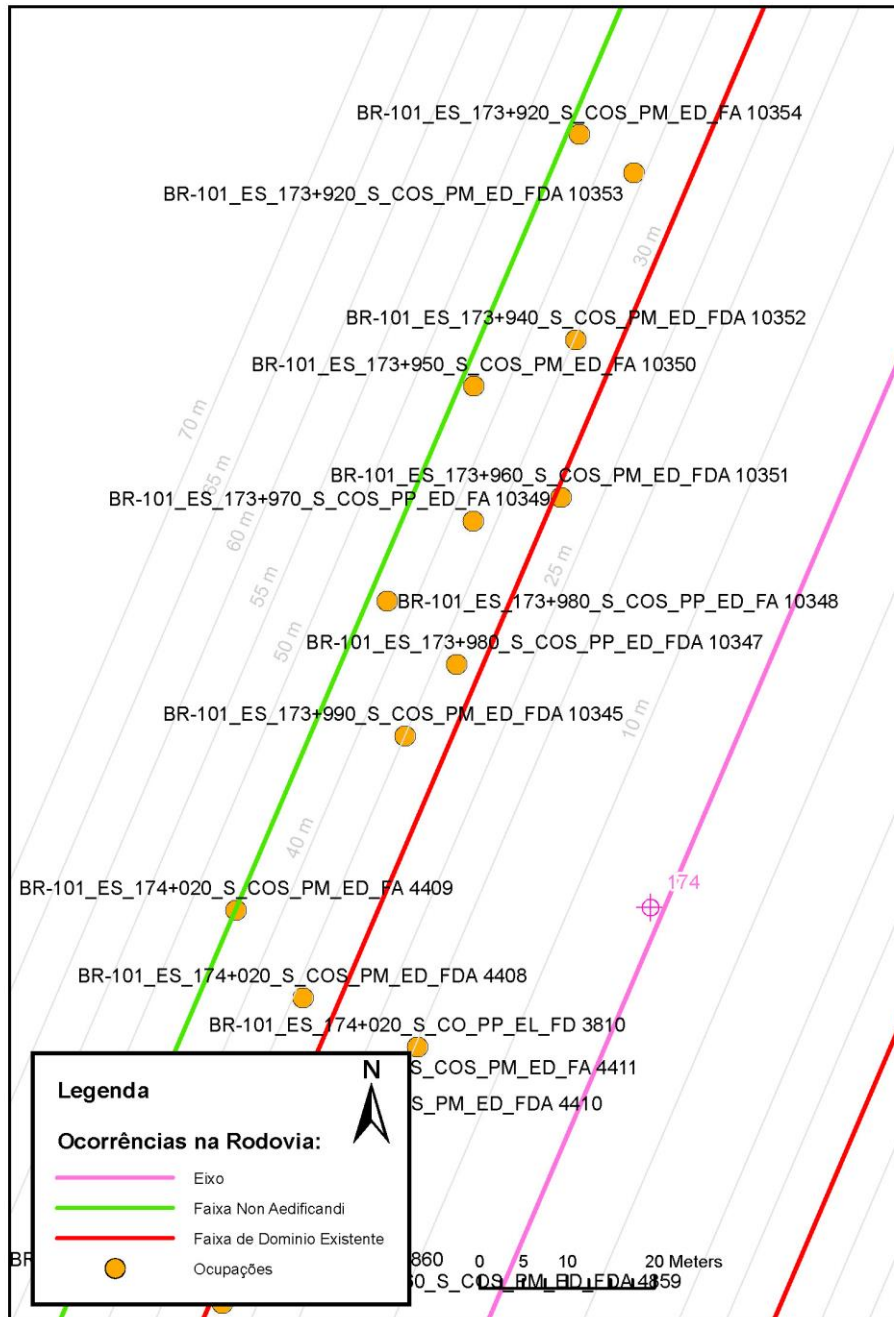 BR-101_ES_173+920_S_COS_PM_ED_FA 10354
BR-101_ES_173+920_S_COS_PM_ED_FDA 10353
30 m
BR-101_ES_173+940_S_COS_PM_ED_FDA 10352
BR-101_ES_173+950_S_COS_PM_ED_FA 10350
70 m
BR-101_ES_173+960_S_COS_PM_ED_FDA 10351
65 m
BR-101_ES_173+970_S_COS_PP_ED_FA 10349
60 m
25 m
55 m
BR-101_ES_173+980_S_COS_PP_ED_FA 10348
50 m
BR-101_ES_173+980_S_COS_PP_ED_FDA 10347
BR-101_ES_173+990_S_COS_PM_ED_FDA 10345
10 m
40 m
174
BR-101_ES_174+020_S_COS_PM_ED_FA 4409
BR-101_ES_174+020_S_COS_PM_ED_FDA 4408
BR-101_ES_174+020_S_CO_PP_EL_FD 3810
S_COS_PM_ED_FA 4411
S_PM_ED_FDA 4410
N
Legenda
Ocorrências na Rodovia:
Eixo
Faixa Non Aedificandi
Faixa de Dominio Existente
Ocupações
BR
860
0 5 10 20 Meters
60_S_COS_PM_ED_FDA 4859